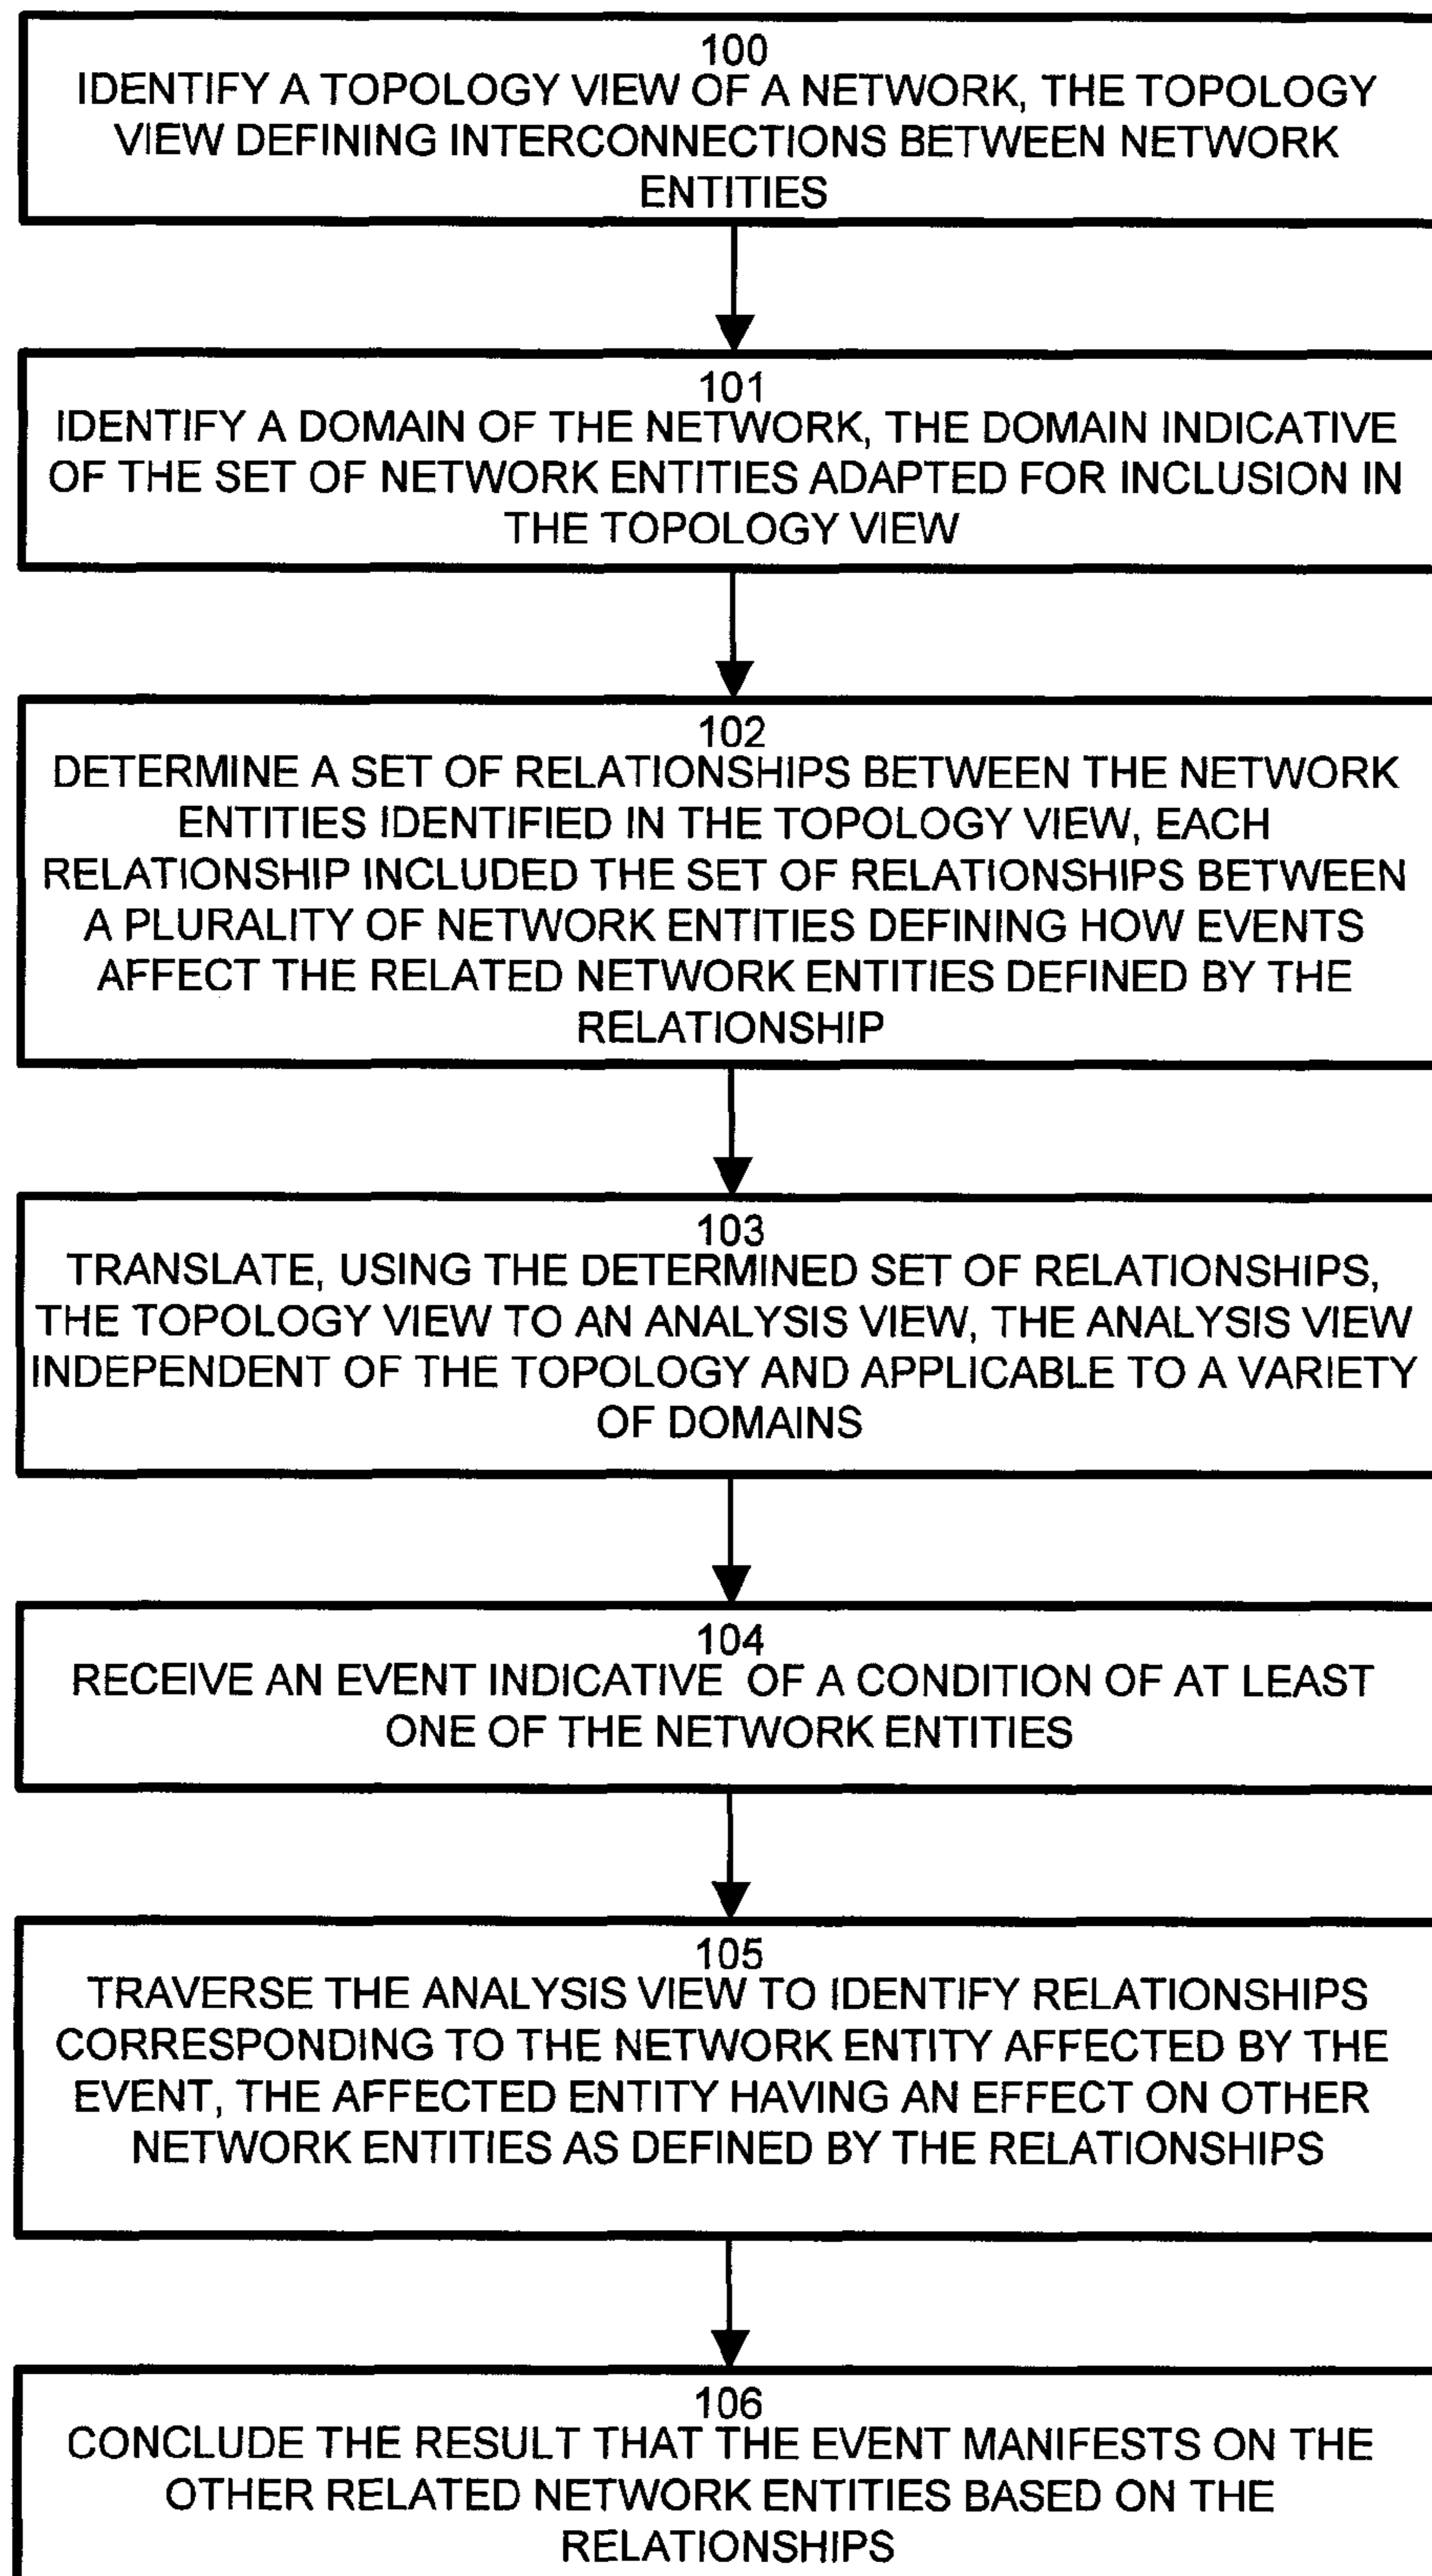 100
IDENTIFY A TOPOLOGY VIEW OF A NETWORK, THE TOPOLOGY
VIEW DEFINING INTERCONNECTIONS BETWEEN NETWORK
ENTITIES
101
IDENTIFY A DOMAIN OF THE NETWORK, THE DOMAIN INDICATIVE
OF THE SET OF NETWORK ENTITIES ADAPTED FOR INCLUSION IN
THE TOPOLOGY VIEW
102
DETERMINE A SET OF RELATIONSHIPS BETWEEN THE NETWORK
ENTITIES IDENTIFIED IN THE TOPOLOGY VIEW, EACH
RELATIONSHIP INCLUDED THE SET OF RELATIONSHIPS BETWEEN
A PLURALITY OF NETWORK ENTITIES DEFINING HOW EVENTS
AFFECT THE RELATED NETWORK ENTITIES DEFINED BY THE
RELATIONSHIP
103
TRANSLATE, USING THE DETERMINED SET OF RELATIONSHIPS,
THE TOPOLOGY VIEW TO AN ANALYSIS VIEW, THE ANALYSIS VIEW
INDEPENDENT OF THE TOPOLOGY AND APPLICABLE TO A VARIETY
OF DOMAINS
104
RECEIVE AN EVENT INDICATIVE OF A CONDITION OF AT LEAST
ONE OF THE NETWORK ENTITIES
105
TRAVERSE THE ANALYSIS VIEW TO IDENTIFY RELATIONSHIPS
CORRESPONDING TO THE NETWORK ENTITY AFFECTED BY THE
EVENT, THE AFFECTED ENTITY HAVING AN EFFECT ON OTHER
NETWORK ENTITIES AS DEFINED BY THE RELATIONSHIPS
106
CONCLUDE THE RESULT THAT THE EVENT MANIFESTS ON THE
OTHER RELATED NETWORK ENTITIES BASED ON THE
RELATIONSHIPS